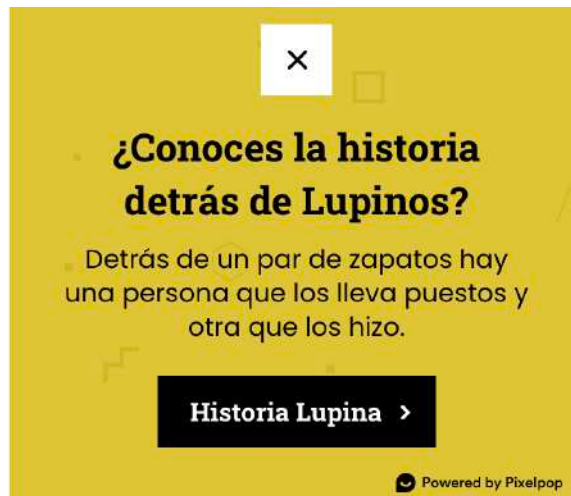 ¿Conoces la historia
detrás de Lupinos?
Detrás de un par de zapatos hay
una persona que los lleva puestos y
otra que los hizo.
Historia Lupina
Powered by Pixelpop